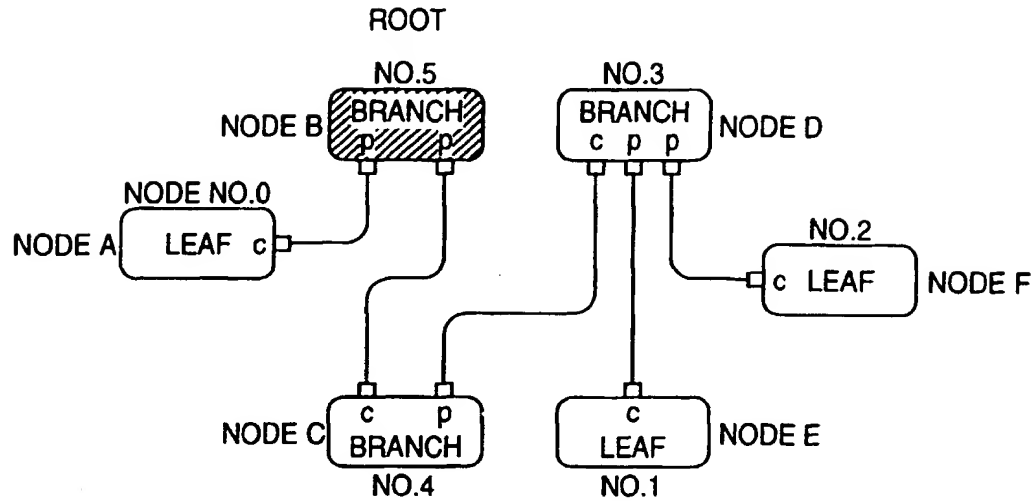 ROOT
NO.5
NO.3
BRANCH
BRANCH
NODE B
NODE D
p p
c p p
NODE NO.0
NODE A
LEAF c
NO.2
c LEAF
NODE F
c p
c
NODE C
BRANCH
LEAF
NODE E
NO.4
NO.1